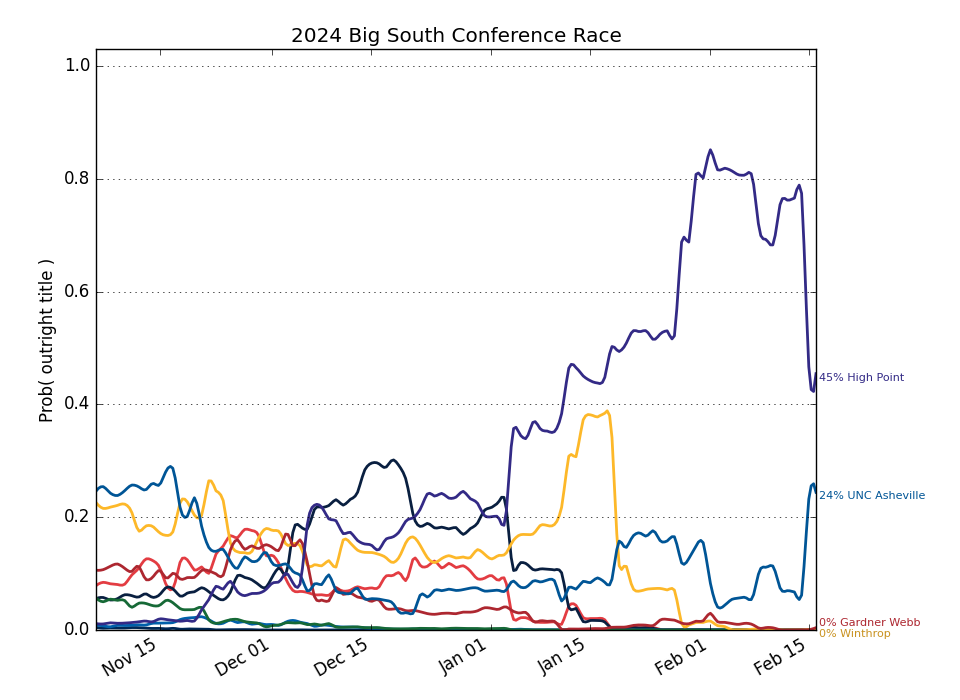 2024 Big South Conference Race
1.0
0.8
0.6
0.4
0.2
0.0
Prob( outright title )
45% High Point
24% UNC Asheville
0% Gardner Webb
0% Winthrop
Nov 15
Dec 01
Dec 15
Jan 01
Jan 15
Feb 01
Feb 15